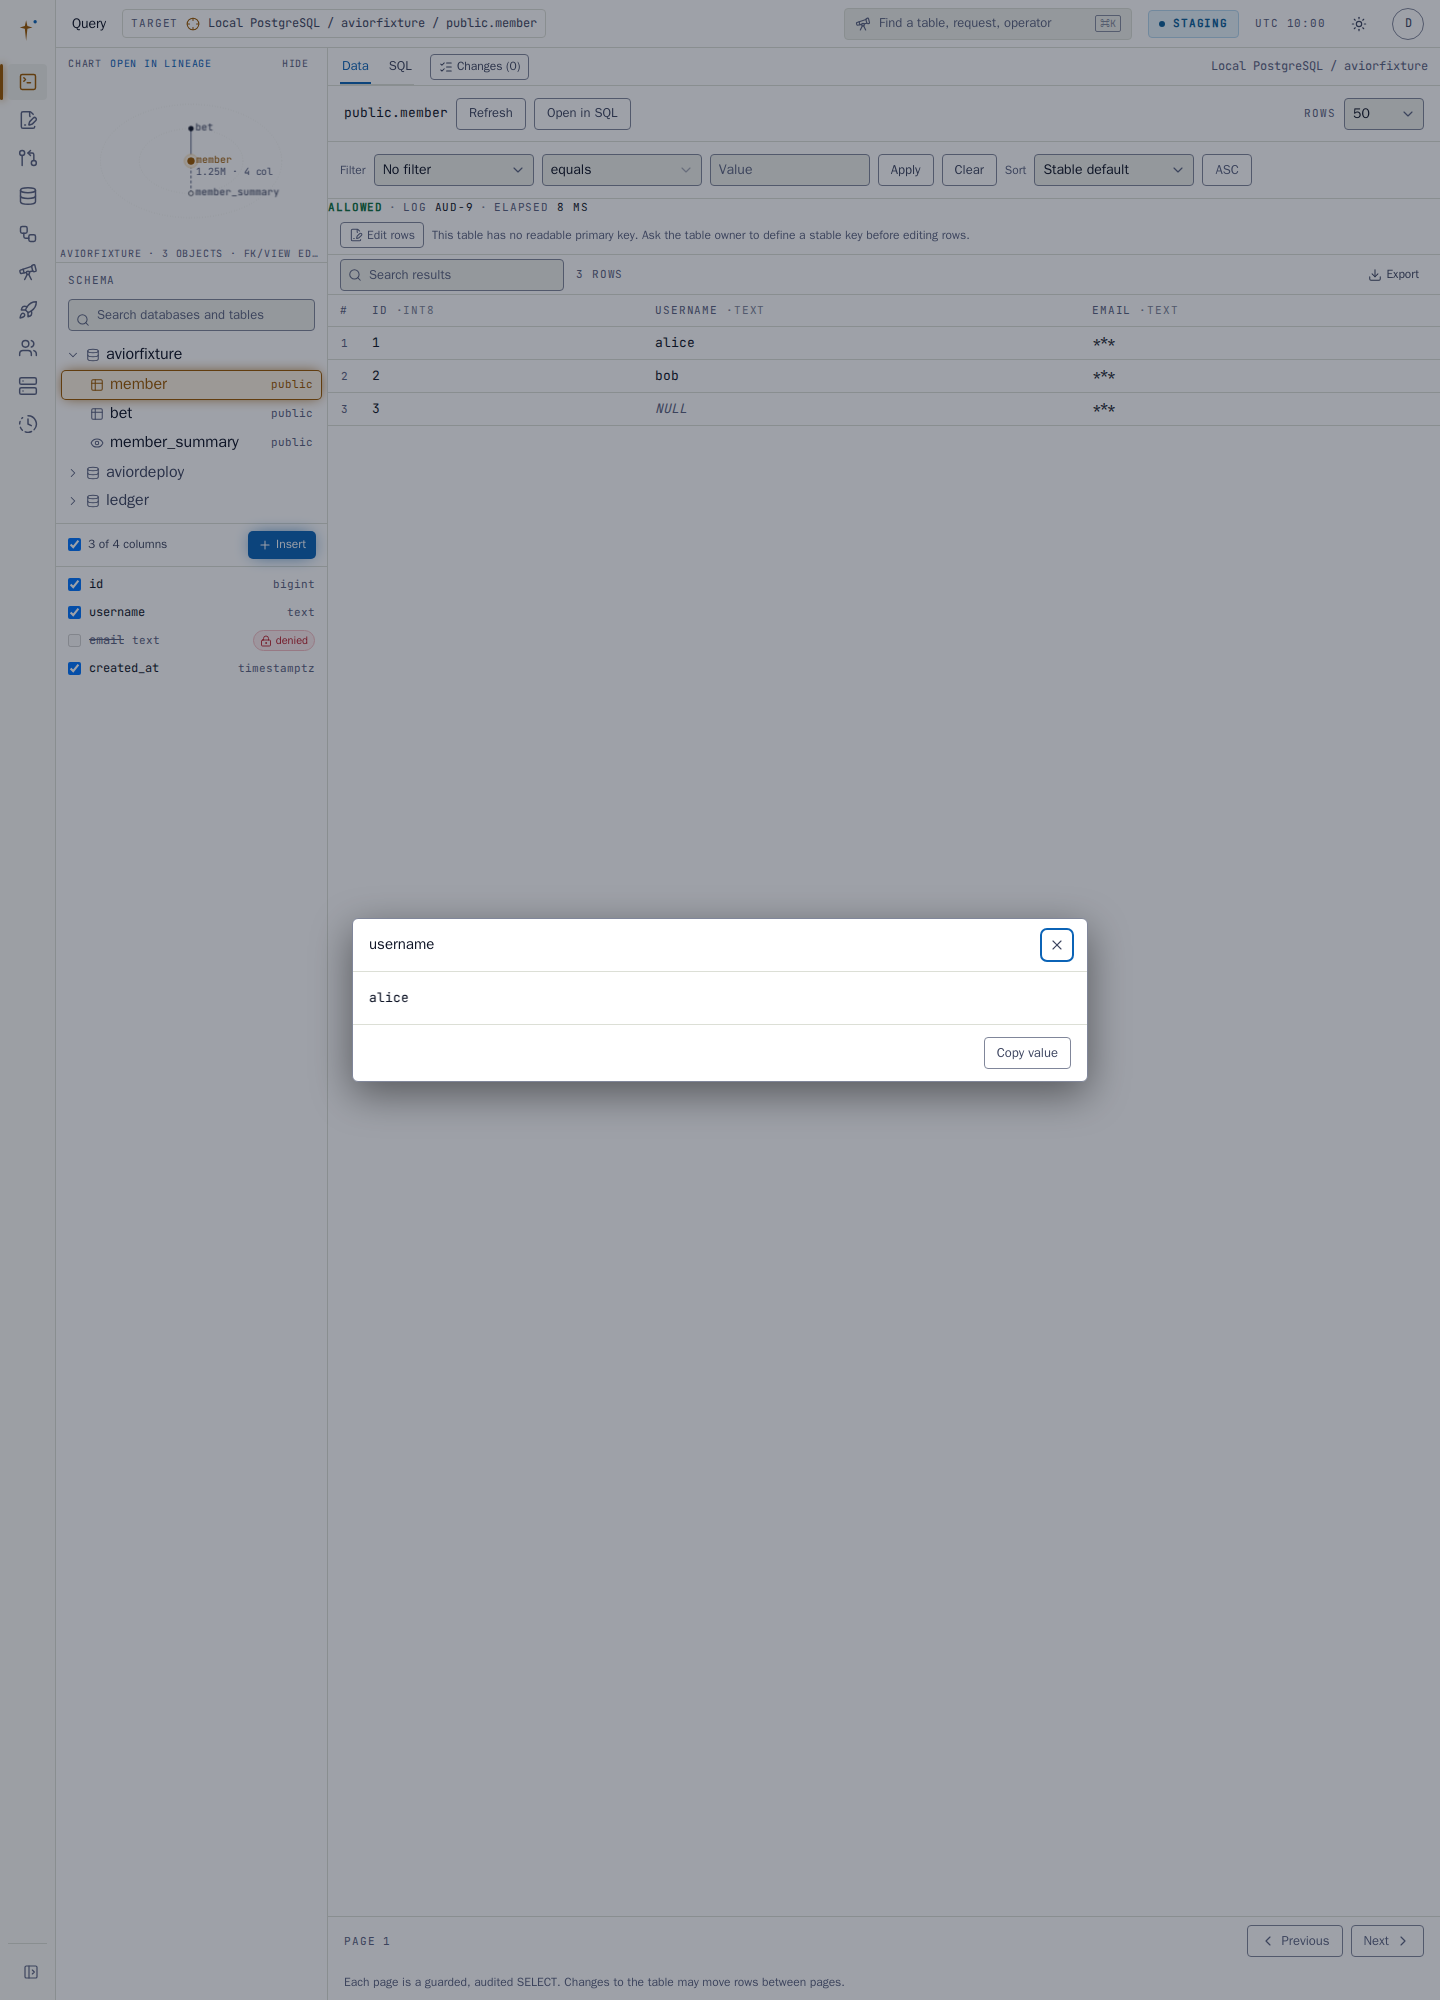 Query
TARGET Local PostgreSQL / aviorfixture / public.member
Find a table, request, operator ⌘K
STAGING
UTC 10:00
D
CHART OPEN IN LINEAGE HIDE
bet
member
1.25M · 4 col
member_summary
AVIORFIXTURE · 3 OBJECTS · FK/VIEW ED…
SCHEMA
Search databases and tables
aviorfixture
member public
bet public
member_summary public
aviordeploy
ledger
3 of 4 columns
Insert
id bigint
username text
email text denied
created_at timestamptz
Data SQL Changes (0) Local PostgreSQL / aviorfixture
public.member Refresh Open in SQL ROWS 50
Filter No filter equals Value Apply Clear Sort Stable default ASC
ALLOWED · LOG AUD-9 · ELAPSED 8 MS
Edit rows This table has no readable primary key. Ask the table owner to define a stable key before editing rows.
Search results 3 ROWS Export
# ID ·INT8 USERNAME ·TEXT EMAIL ·TEXT
1 1 alice ***
2 2 bob ***
3 3 NULL ***
username
alice
Copy value
PAGE 1 Previous Next
Each page is a guarded, audited SELECT. Changes to the table may move rows between pages.